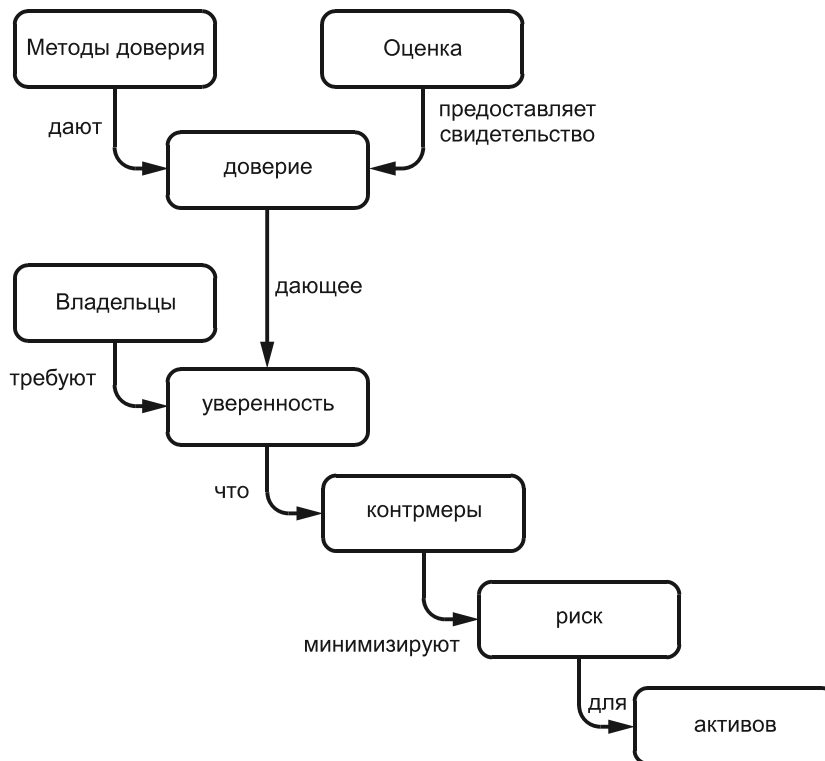 Методы доверия
Оценка
дают
предоставляет
свидетельство
доверие
дающее
Владельцы
требуют
уверенность
что
контрмеры
минимизируют
риск
для
активов